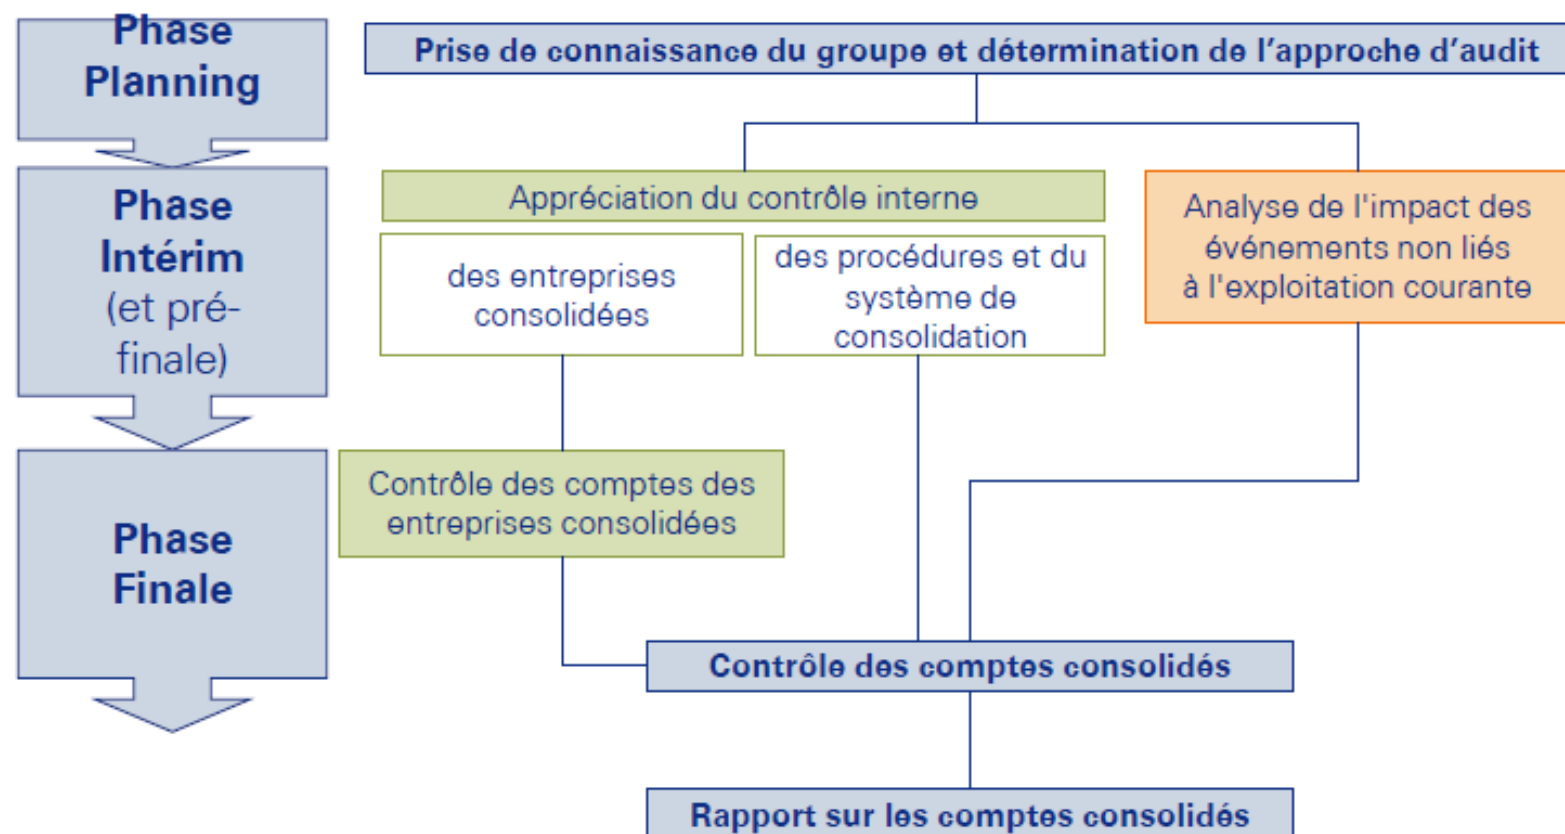 Phase
Planning
Prise de connaissance du groupe et détermination de l'approche d'audit
Phase
Intérim
(et pré-
finale)
Appréciation du contrôle interne
des entreprises
consolidées
des procédures et du
système de
consolidation
Analyse de l'impact des
événements non liés
à l'exploitation courante
Phase
Finale
Contrôle des comptes des
entreprises consolidées
Contrôle des comptes consolidés
Rapport sur les comptes consolidés